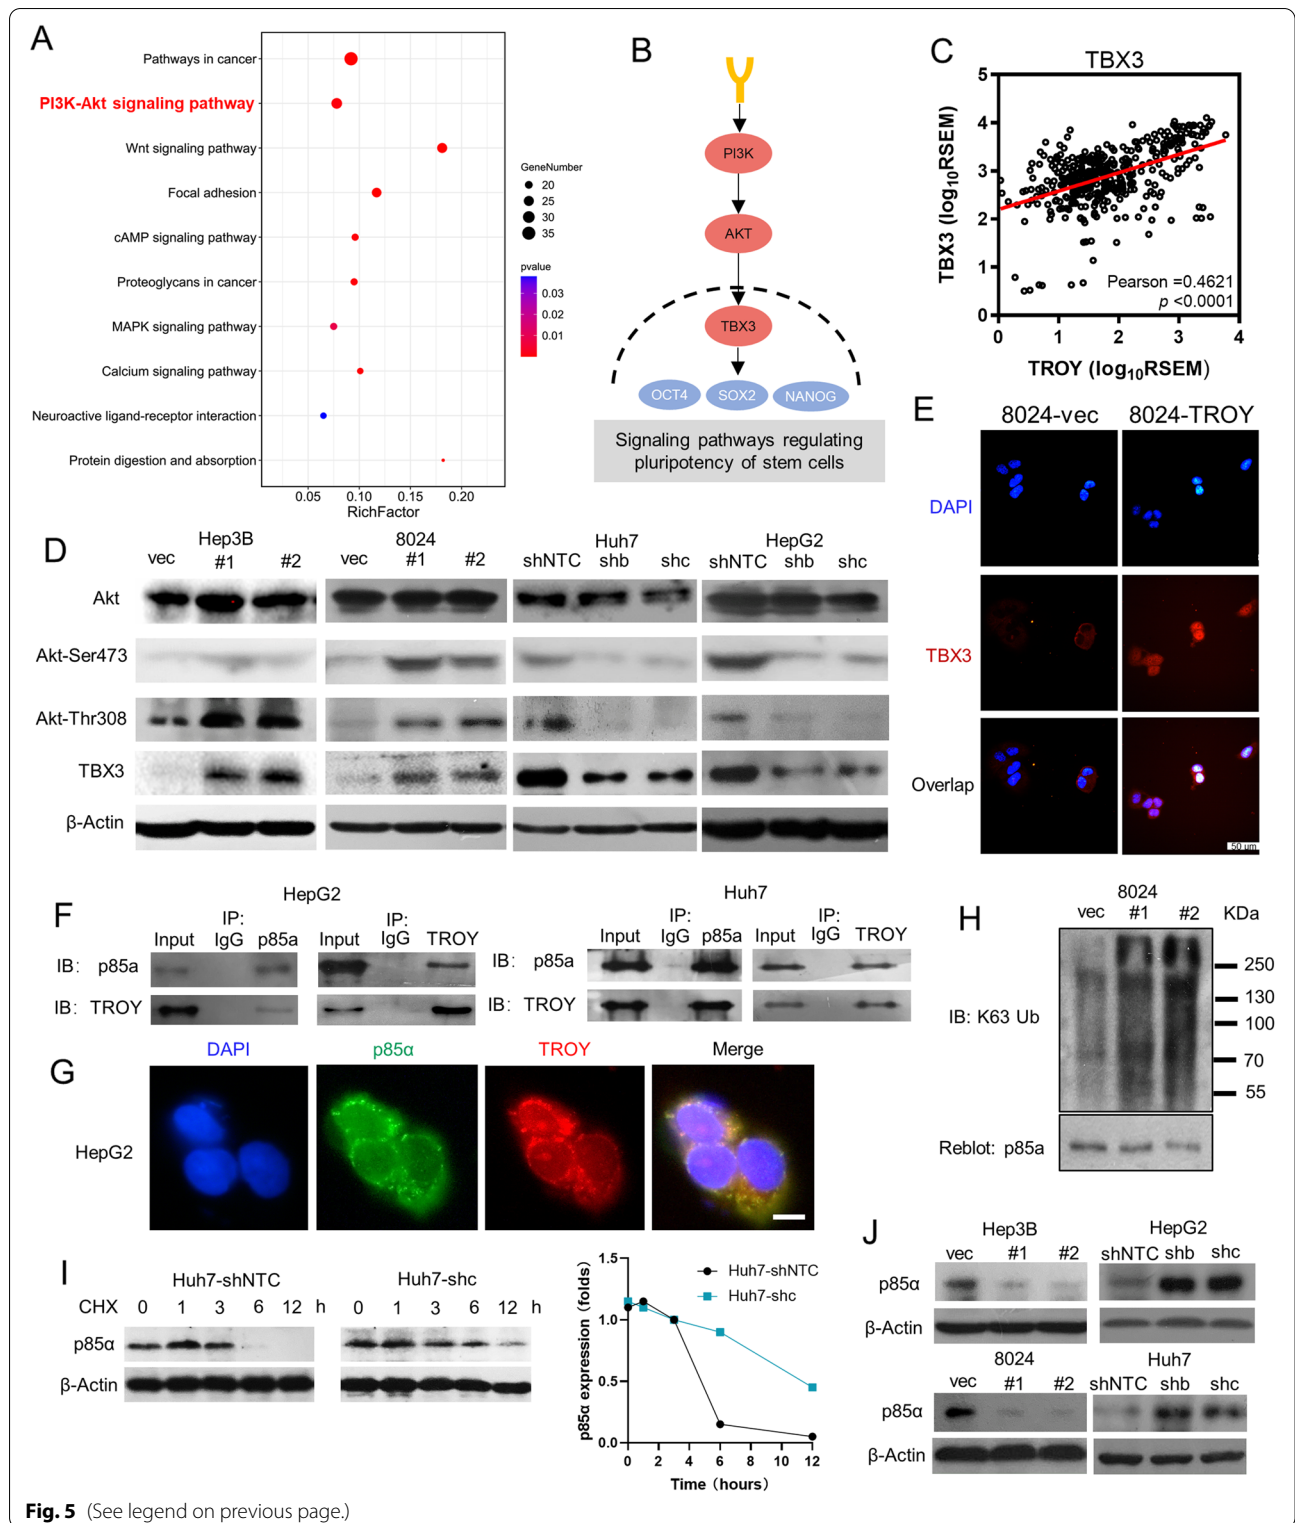 A
Pathways in cancer
PI3K-Akt signaling pathway
Wnt signaling pathway
Focal adhesion
cAMP signaling pathway
Proteoglycans in cancer
MAPK signaling pathway
Calcium signaling pathway
Neuroactive ligand-receptor interaction
Protein digestion and absorption
0.05 0.10 0.15 0.20
RichFactor
GeneNumber
20
25
30
35
pvalue
0.03
0.02
0.01
B
PI3K
AKT
TBX3
OCT4 SOX2 NANOG
Signaling pathways regulating
pluripotency of stem cells
C
TBX3
TBX3 (log10RSEM)
5
4
3
2
1
0
Pearson =0.4621
p <0.0001
0 1 2 3 4
TROY (log10RSEM)
D
Hep3B 8024 Huh7 HepG2
vec #1 #2 vec #1 #2 shNTC shb shc shNTC shb shc
Akt
Akt-Ser473
Akt-Thr308
TBX3
β-Actin
E
8024-vec 8024-TROY
DAPI
TBX3
Overlap
50 um
F
HepG2 Huh7
IP: IP: IP: IP:
Input IgG p85a Input IgG TROY Input IgG p85a Input IgG TROY
IB: p85a IB: p85a
IB: TROY IB: TROY
G
DAPI p85α TROY Merge
HepG2
H
8024
vec #1 #2 KDa
IB: K63 Ub
250
130
100
70
55
Reblot: p85a
I
Huh7-shNTC Huh7-shc
CHX 0 1 3 6 12 h 0 1 3 6 12 h
p85α
β-Actin
p85α expression (folds)
1.5
1.0
0.5
0.0
Huh7-shNTC
Huh7-shc
0 2 4 6 8 10 12
Time (hours)
J
Hep3B HepG2
vec #1 #2 shNTC shb shc
p85α
β-Actin
8024 Huh7
vec #1 #2 shNTC shb shc
p85α
β-Actin
Fig. 5 (See legend on previous page.)